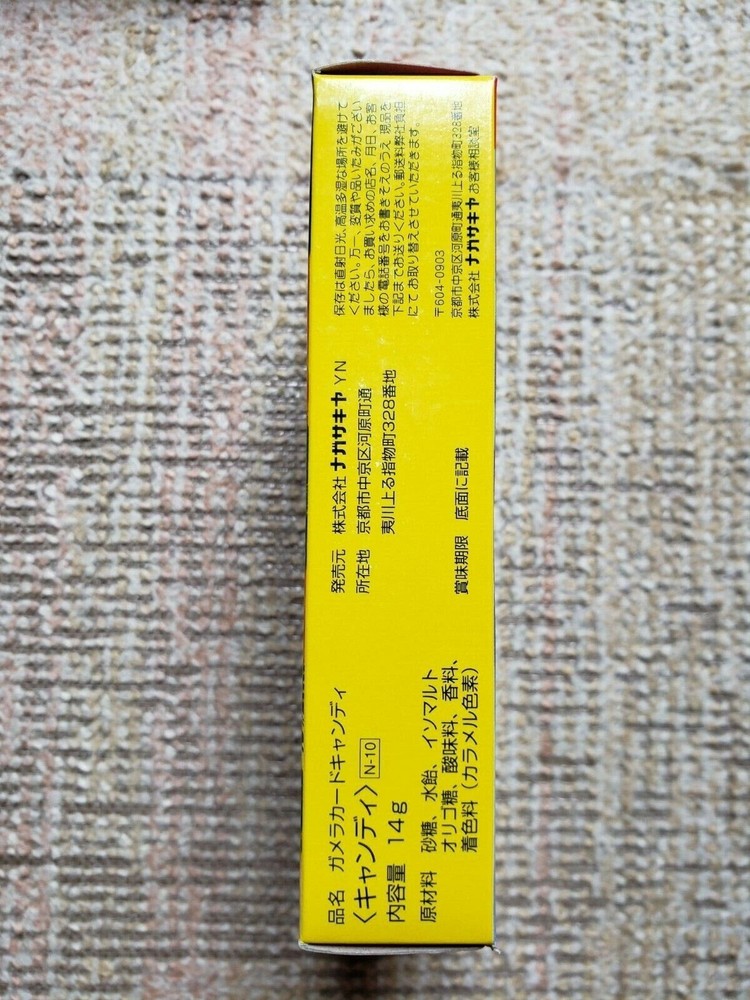 品名 ガメラカードキャンディ
〈キャンディ〉 N-10
内容量 14g
原材料 砂糖、水飴、イソマルト
オリゴ糖、酸味料、香料、
着色料（カラメル色素）
発売元 株式会社 ナガサキヤ YN
所在地 京都市中京区河原町通
夷川上る指物町328番地
賞味期限 底面に記載
保存は直射日光、高温多湿な場所を避けて
ください。万一、変質や品いたみがござい
ましたら、お買い求めの店名、月日、お客
様の電話番号をお書きそえのうえ、現品を
下記までお送りください。郵送料弊社負担
にてお取り替えさせていただきます。
〒604-0903
京都市中京区河原町通夷川上る指物町328番地
株式会社 ナガサキヤ お客様相談室